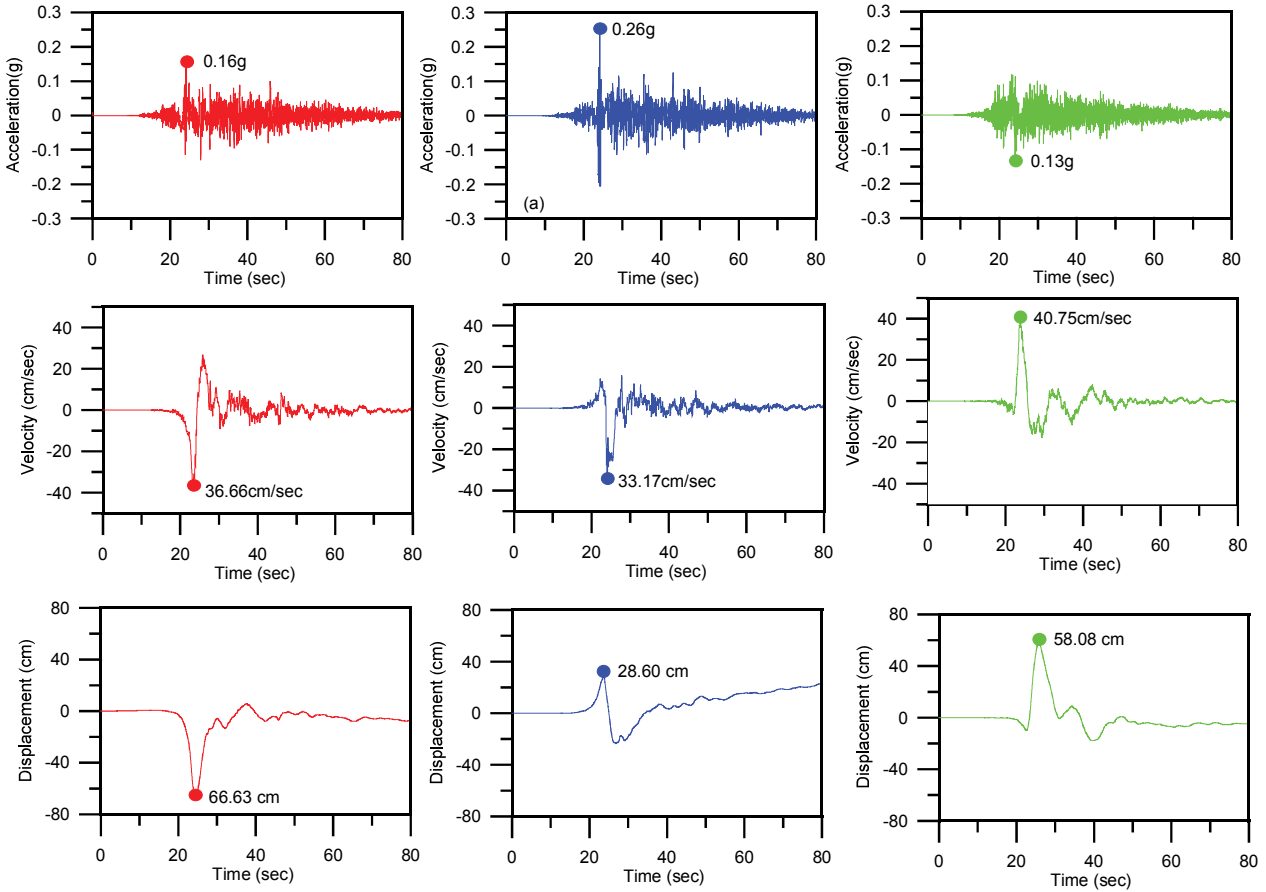 0.3
0.2
0.1
0
-0.1
-0.2
-0.3
Acceleration(g)
0.16g
0 20 40 60 80
Time (sec)
0.3
0.2
0.1
0
-0.1
-0.2
-0.3
Acceleration(g)
0.26g
(a)
0 20 40 60 80
Time (sec)
0.3
0.2
0.1
0
-0.1
-0.2
-0.3
Acceleration(g)
0.13g
0 20 40 60 80
Time (sec)
40
20
0
-20
-40
Velocity (cm/sec)
36.66cm/sec
0 20 40 60 80
Time (sec)
40
20
0
-20
-40
Velocity (cm/sec)
33.17cm/sec
0 20 40 60 80
Time (sec)
40
20
0
-20
-40
Velocity (cm/sec)
40.75cm/sec
0 20 40 60 80
Time (sec)
80
40
0
-40
-80
Displacement (cm)
66.63 cm
0 20 40 60 80
Time (sec)
80
40
0
-40
-80
Displacement (cm)
28.60 cm
0 20 40 60 80
Time (sec)
80
40
0
-40
-80
Displacement (cm)
58.08 cm
0 20 40 60 80
Time (sec)